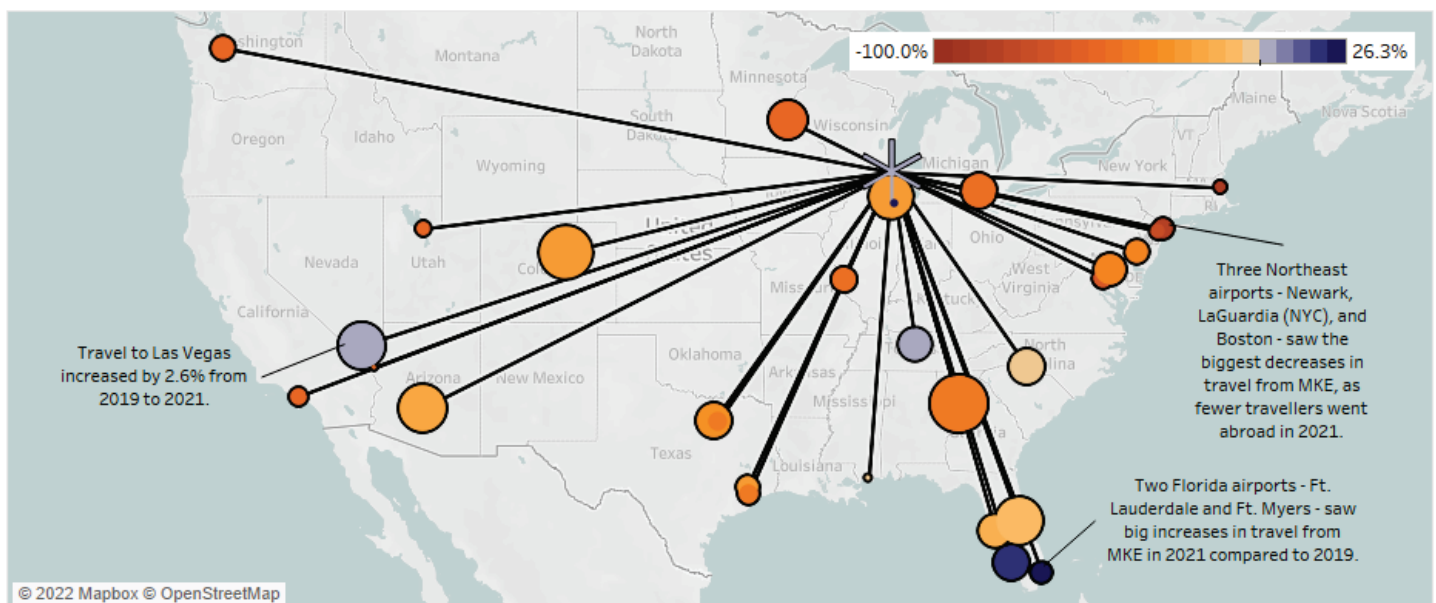 -100.0%
26.3%
shington
Montana
North
Dakota
Minnesota
Maine
Nova Scotia
Oregon
Idaho
South
Dakota
Wisconsin
VT
Wyoming
Michigan
New York
Nevada
Utah
United
States
Ohio
West
Virginia
California
Arizona
New Mexico
Oklahoma
Arkansas
North
lina
Mississippi
Texas
Louisiana
Travel to Las Vegas
increased by 2.6% from
2019 to 2021.
Three Northeast
airports - Newark,
LaGuardia (NYC), and
Boston - saw the
biggest decreases in
travel from MKE, as
fewer travellers went
abroad in 2021.
Two Florida airports - Ft.
Lauderdale and Ft. Myers - saw
big increases in travel from
MKE in 2021 compared to 2019.
© 2022 Mapbox © OpenStreetMap